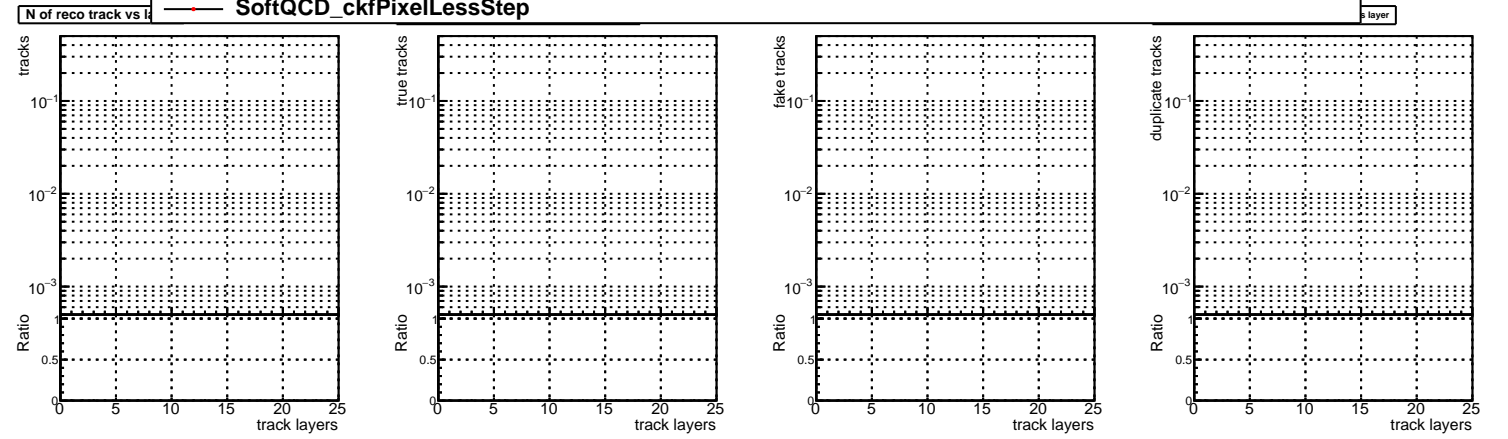 SoftQCD_ckfPixelLessStep
N of reco track vs
layer
tracks
10⁻¹
10⁻²
10⁻³
Ratio
1
0.5
0
0 5 10 15 20 25
track layers
true tracks
10⁻¹
10⁻²
10⁻³
Ratio
1
0.5
0
0 5 10 15 20 25
track layers
fake tracks
10⁻¹
10⁻²
10⁻³
Ratio
1
0.5
0
0 5 10 15 20 25
track layers
duplicate tracks
10⁻¹
10⁻²
10⁻³
Ratio
1
0.5
0
0 5 10 15 20 25
track layers